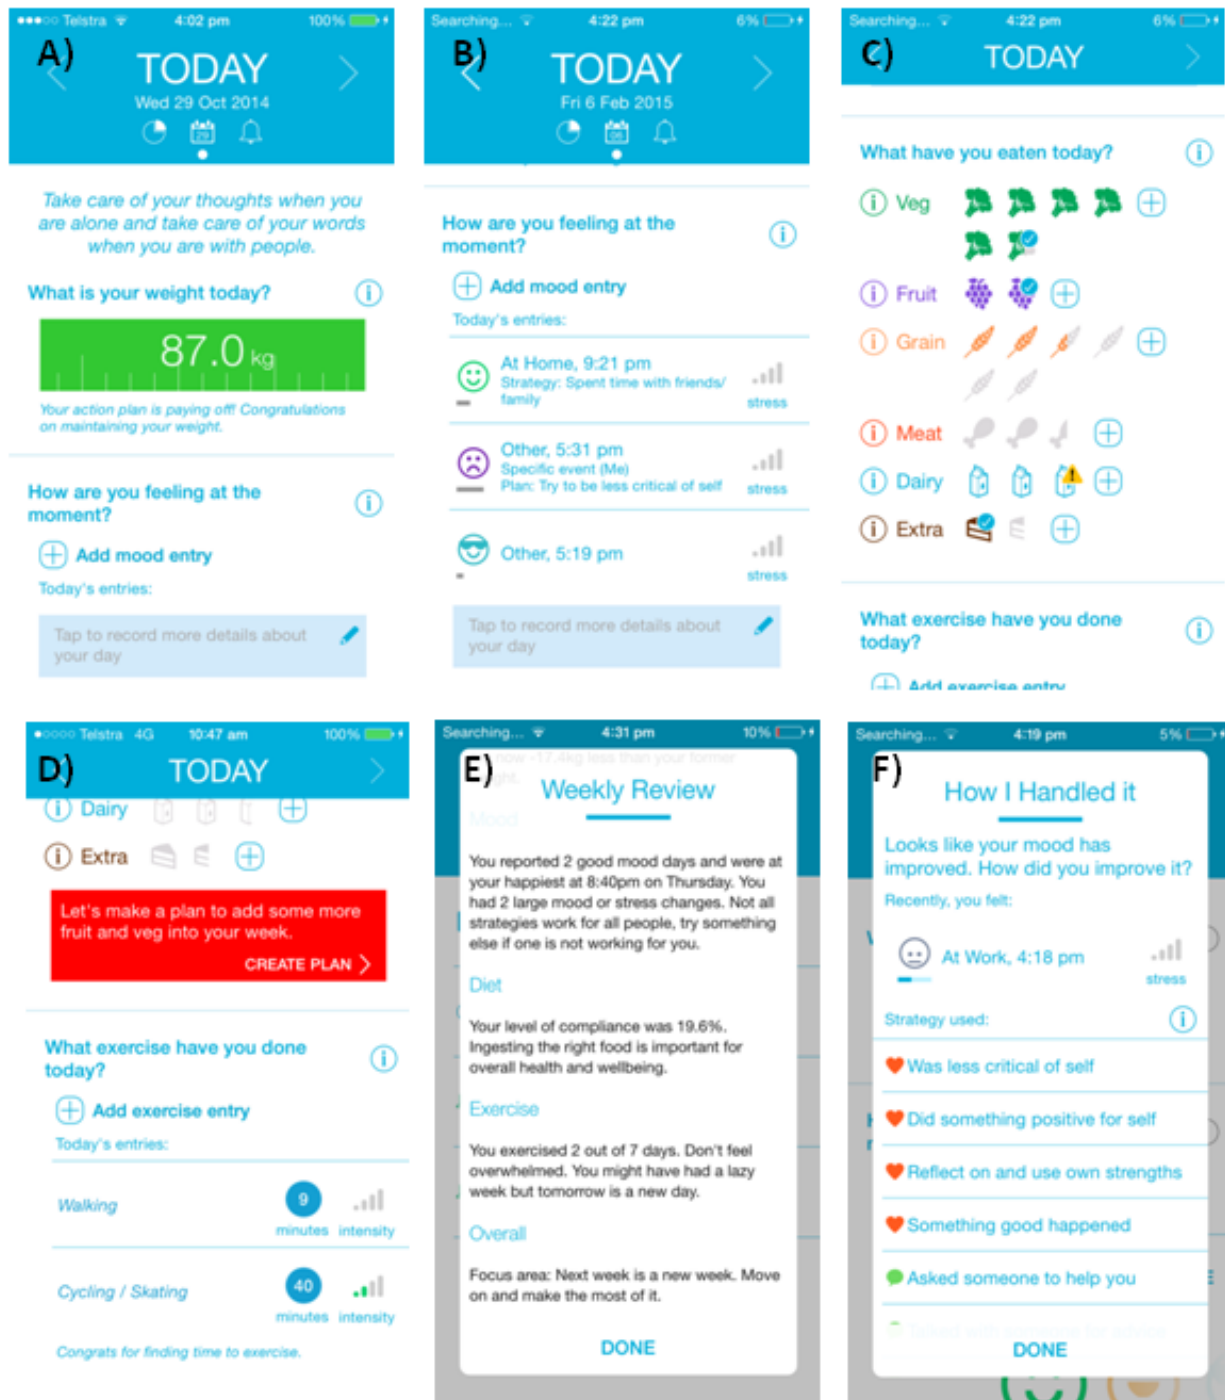 Telstra 4:02 pm 100%
A)
TODAY
Wed 29 Oct 2014
29
Take care of your thoughts when you
are alone and take care of your words
when you are with people.
What is your weight today?
87.0 kg
Your action plan is paying off! Congratulations
on maintaining your weight.
How are you feeling at the
moment?
Add mood entry
Today's entries:
Tap to record more details about
your day
Searching... 4:22 pm 6%
B)
TODAY
Fri 6 Feb 2015
06
How are you feeling at the
moment?
Add mood entry
Today's entries:
At Home, 9:21 pm
Strategy: Spent time with friends/
family
stress
Other, 5:31 pm
Specific event (Me)
Plan: Try to be less critical of self
stress
Other, 5:19 pm
stress
Tap to record more details about
your day
Searching... 4:22 pm 6%
C)
TODAY
What have you eaten today?
Veg
Fruit
Grain
Meat
Dairy
Extra
What exercise have you done
today?
Add exercise entry
Telstra 4G 10:47 am 100%
D)
TODAY
Dairy
Extra
Let's make a plan to add some more
fruit and veg into your week.
CREATE PLAN
What exercise have you done
today?
Add exercise entry
Today's entries:
Walking
9
minutes intensity
Cycling / Skating
40
minutes intensity
Congrats for finding time to exercise.
Searching... 4:31 pm 10%
E)
now -17.4kg less than your former
Weekly Review
Mood
You reported 2 good mood days and were at
your happiest at 8:40pm on Thursday. You
had 2 large mood or stress changes. Not all
strategies work for all people, try something
else if one is not working for you.
Diet
Your level of compliance was 19.6%.
Ingesting the right food is important for
overall health and wellbeing.
Exercise
You exercised 2 out of 7 days. Don't feel
overwhelmed. You might have had a lazy
week but tomorrow is a new day.
Overall
Focus area: Next week is a new week. Move
on and make the most of it.
DONE
Searching... 4:19 pm 5%
F)
How I Handled it
Looks like your mood has
improved. How did you improve it?
Recently, you felt:
At Work, 4:18 pm
stress
Strategy used:
Was less critical of self
Did something positive for self
Reflect on and use own strengths
Something good happened
Asked someone to help you
DONE